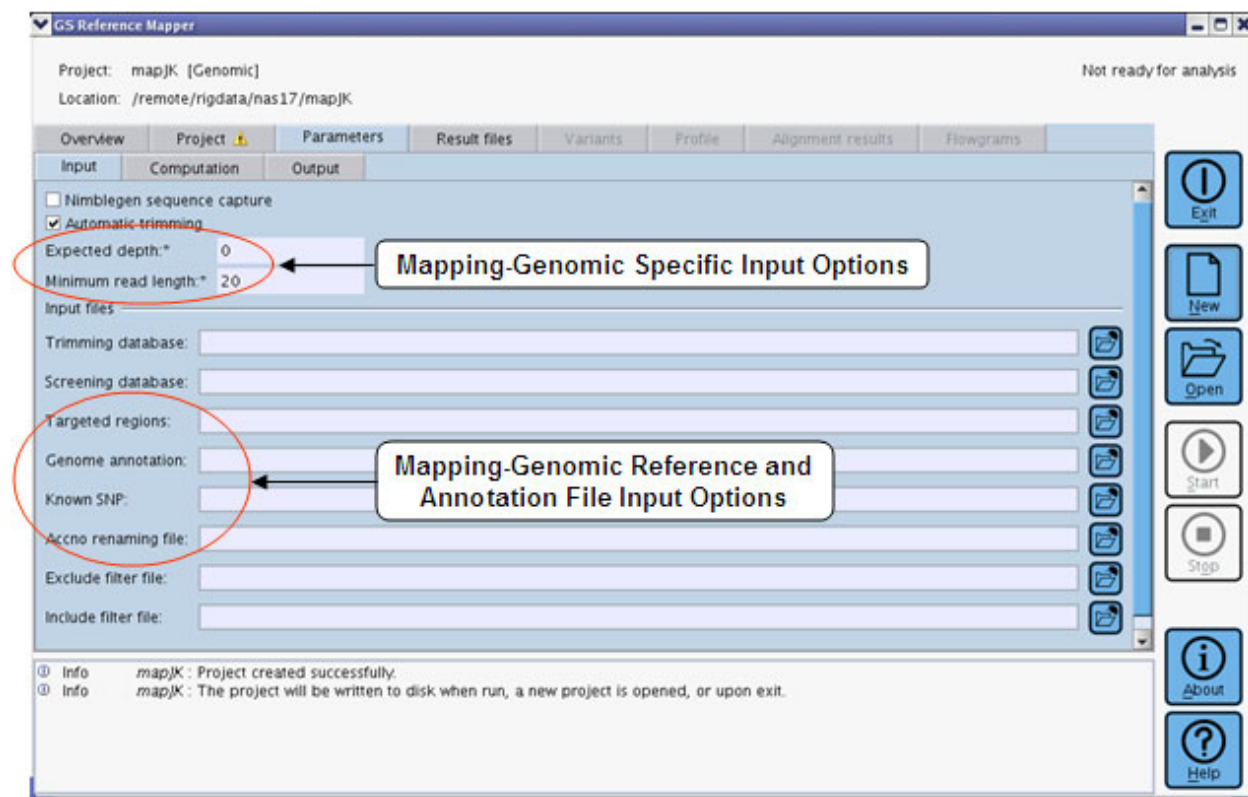 GS Reference Mapper
Project: mapJK [Genomic]
Not ready for analysis
Location: /remote/rigdata/nas17/mapJK
Overview Project Parameters Result files Variants Profile Alignment results Flowgrams
Input Computation Output
Nimblegen sequence capture
Automatic trimming
Expected depth:* 0
Minimum read length:* 20
Mapping-Genomic Specific Input Options
Input files
Trimming database:
Screening database:
Targeted regions:
Genome annotation:
Known SNP:
Accno renaming file:
Mapping-Genomic Reference and
Annotation File Input Options
Exclude filter file:
Include filter file:
Info mapJK : Project created successfully.
Info mapJK : The project will be written to disk when run, a new project is opened, or upon exit.
Exit
New
Open
Start
Stop
About
Help